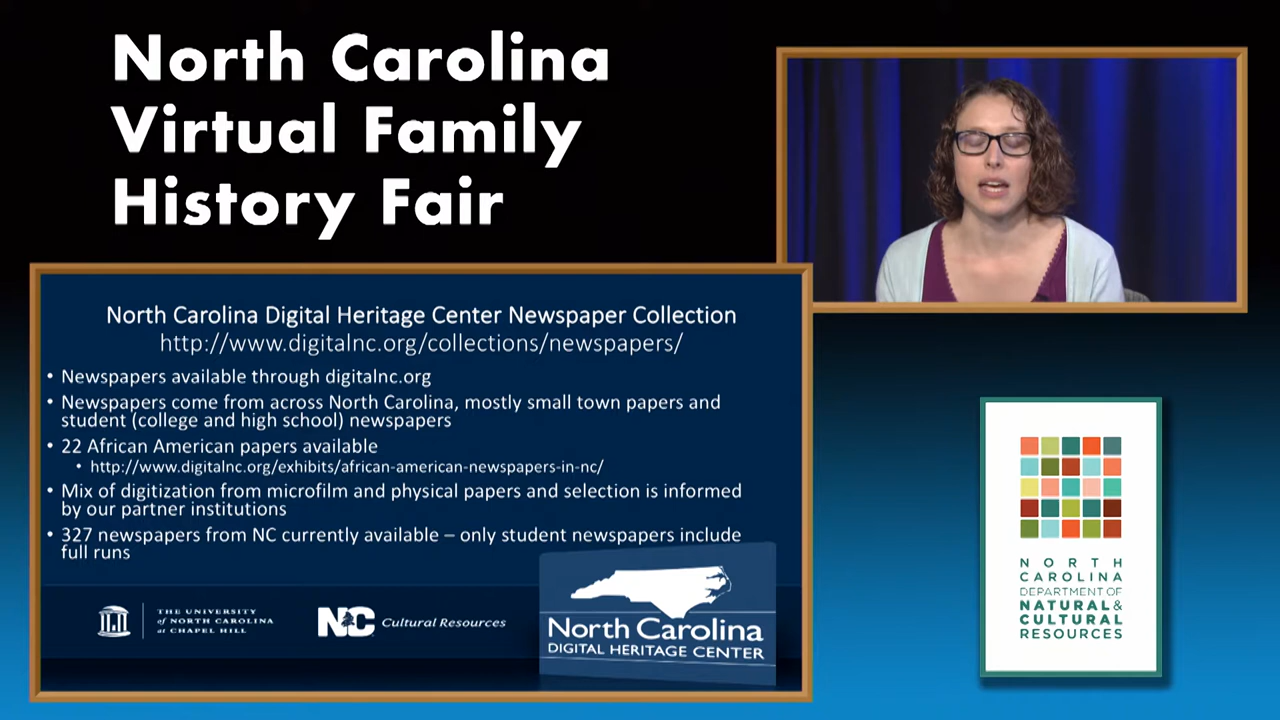 North Carolina
Virtual Family
History Fair
North Carolina Digital Heritage Center Newspaper Collection
http://www.digitalnc.org/collections/newspapers/
• Newspapers available through digitalnc.org
• Newspapers come from across North Carolina, mostly small town papers and
student (college and high school) newspapers
• 22 African American papers available
• http://www.digitalnc.org/exhibits/african-american-newspapers-in-nc/
• Mix of digitization from microfilm and physical papers and selection is informed
by our partner institutions
• 327 newspapers from NC currently available – only student newspapers include
full runs
THE UNIVERSITY
of NORTH CAROLINA
at CHAPEL HILL
NC Cultural Resources
North Carolina
DIGITAL HERITAGE CENTER
NORTH
CAROLINA
DEPARTMENT OF
NATURAL &
CULTURAL
RESOURCES